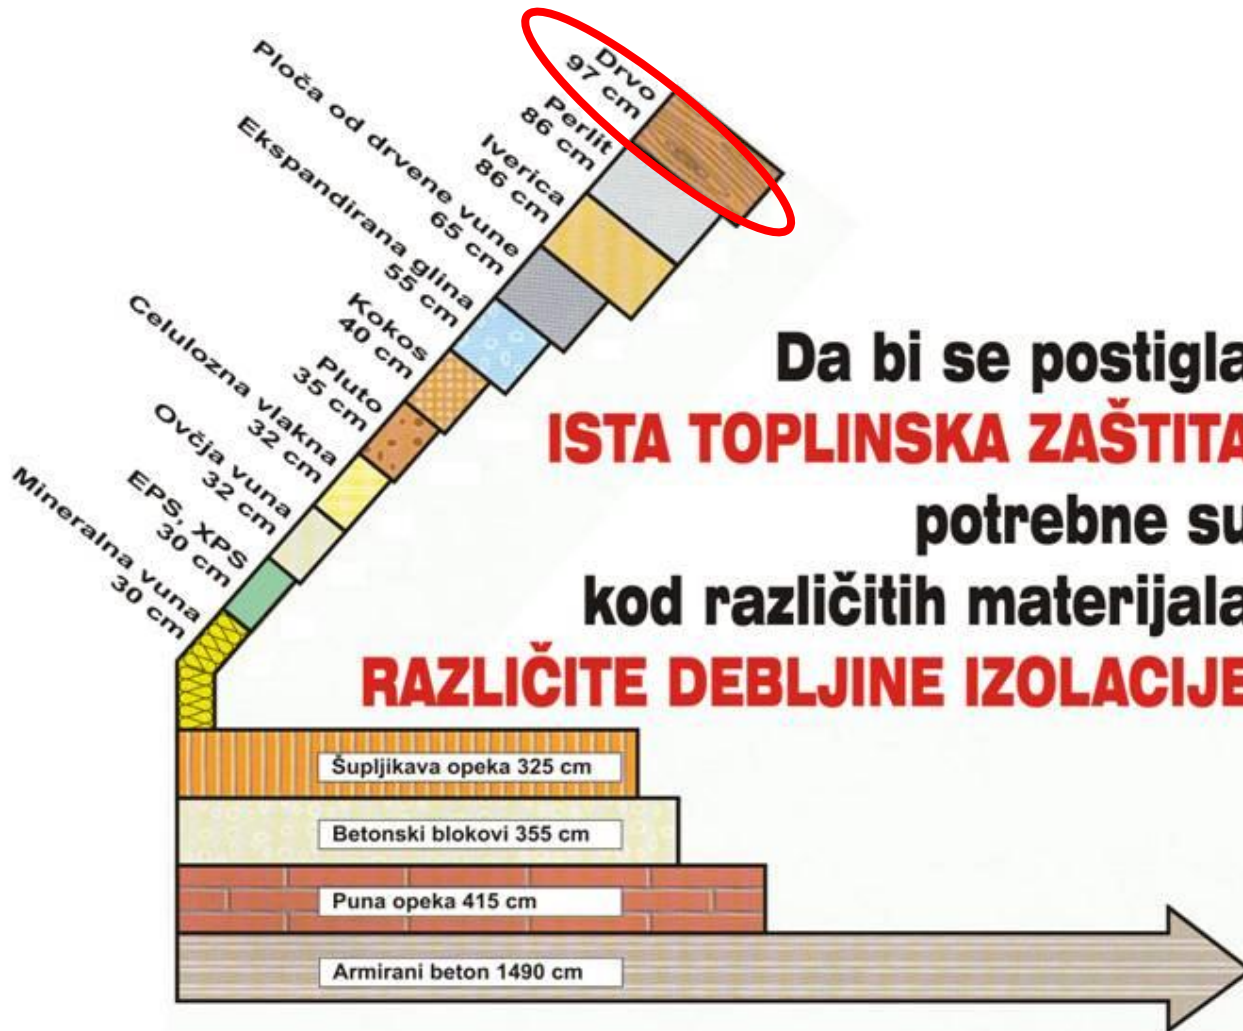 Drvo
97 cm
Perlit
86 cm
Iverica
86 cm
Ploča od drvene vune
65 cm
Ekspandirana glina
55 cm
Kokos
40 cm
Pluto
35 cm
Celulozna vlakna
32 cm
Ovčja vuna
32 cm
EPS, XPS
30 cm
Mineralna vuna
30 cm
Da bi se postigla
ISTA TOPLINSKA ZAŠTITA
potrebne su
kod različitih materijala
RAZLIČITE DEBLJINE IZOLACIJE
Šupljikava opeka 325 cm
Betonski blokovi 355 cm
Puna opeka 415 cm
Armirani beton 1490 cm